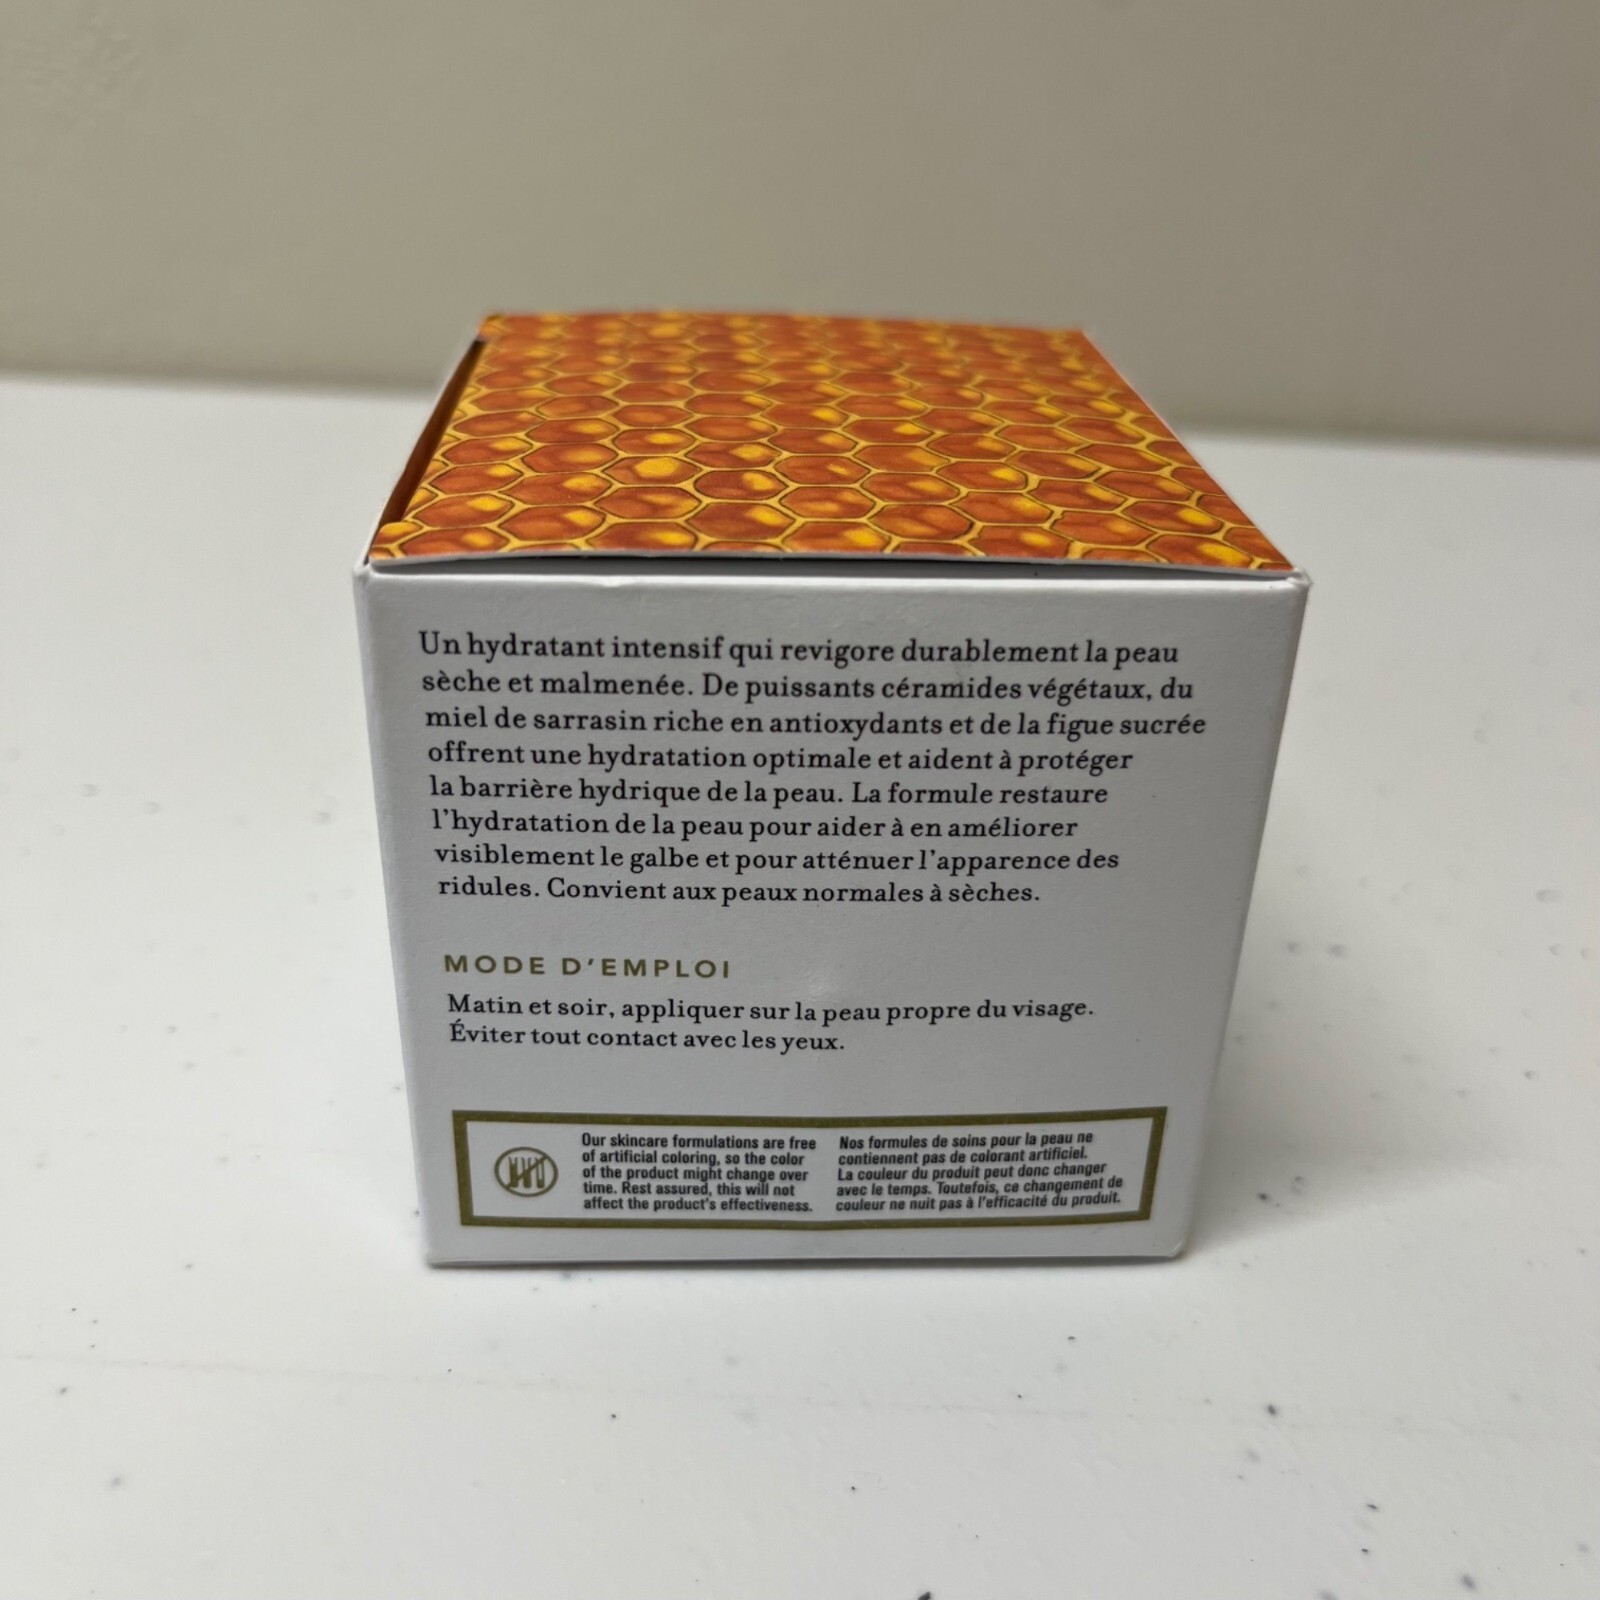 Un hydratant intensif qui revigore durablement la peau
sèche et malmenée. De puissants céramides végétaux, du
miel de sarrasin riche en antioxydants et de la figue sucrée
offrent une hydratation optimale et aident à protéger
la barrière hydrique de la peau. La formule restaure
l'hydratation de la peau pour aider à en améliorer
visiblement le galbe et pour atténuer l'apparence des
ridules. Convient aux peaux normales à sèches.
MODE D'EMPLOI
Matin et soir, appliquer sur la peau propre du visage.
Éviter tout contact avec les yeux.
Our skincare formulations are free
of artificial coloring, so the color
of the product might change over
time. Rest assured, this will not
affect the product's effectiveness.
Nos formules de soins pour la peau ne
contiennent pas de colorant artificiel.
La couleur du produit peut donc changer
avec le temps. Toutefois, ce changement de
couleur ne nuit pas à l'efficacité du produit.